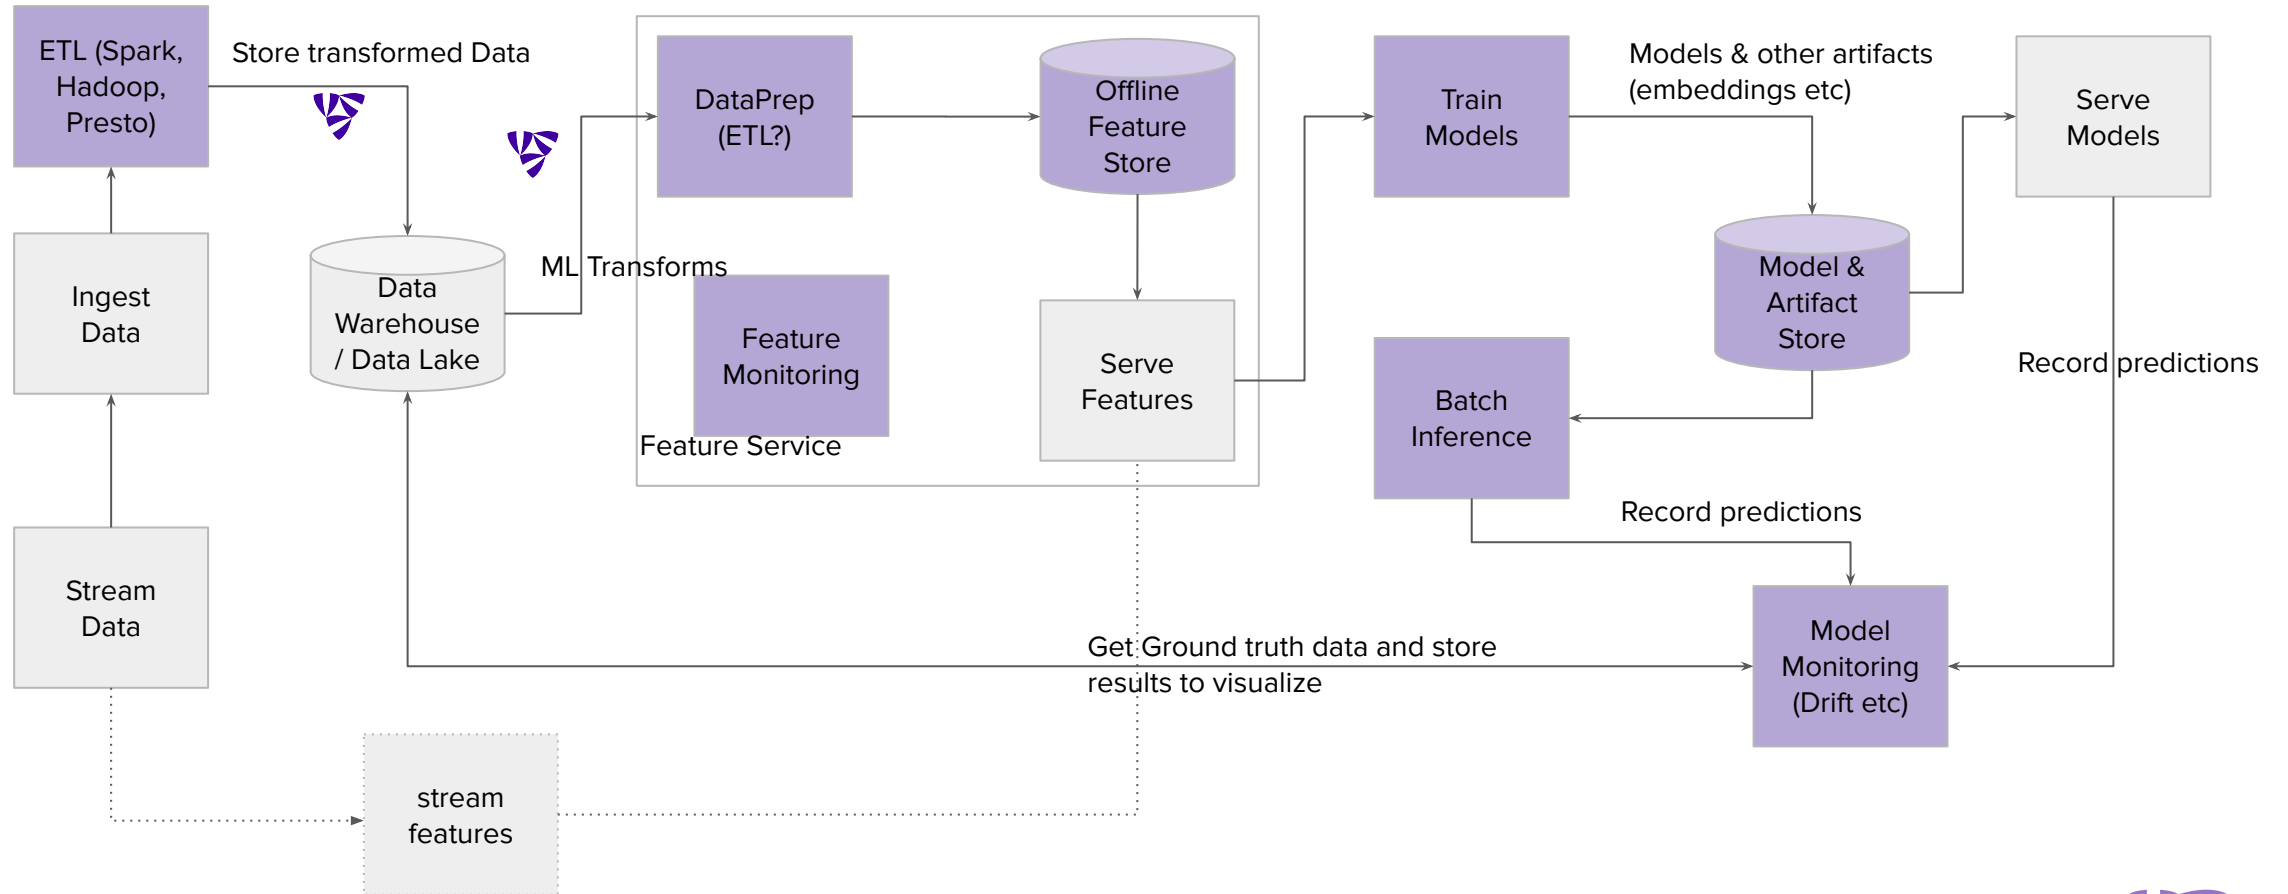 ETL (Spark,
Hadoop,
Presto)
Store transformed Data
Ingest
Data
Stream
Data
Data
Warehouse
/ Data Lake
ML Transforms
DataPrep
(ETL?)
Offline
Feature
Store
Feature
Monitoring
Feature Service
Serve
Features
stream
features
Train
Models
Models & other artifacts
(embeddings etc)
Serve
Models
Model &
Artifact
Store
Batch
Inference
Record predictions
Record predictions
Get Ground truth data and store
results to visualize
Model
Monitoring
(Drift etc)